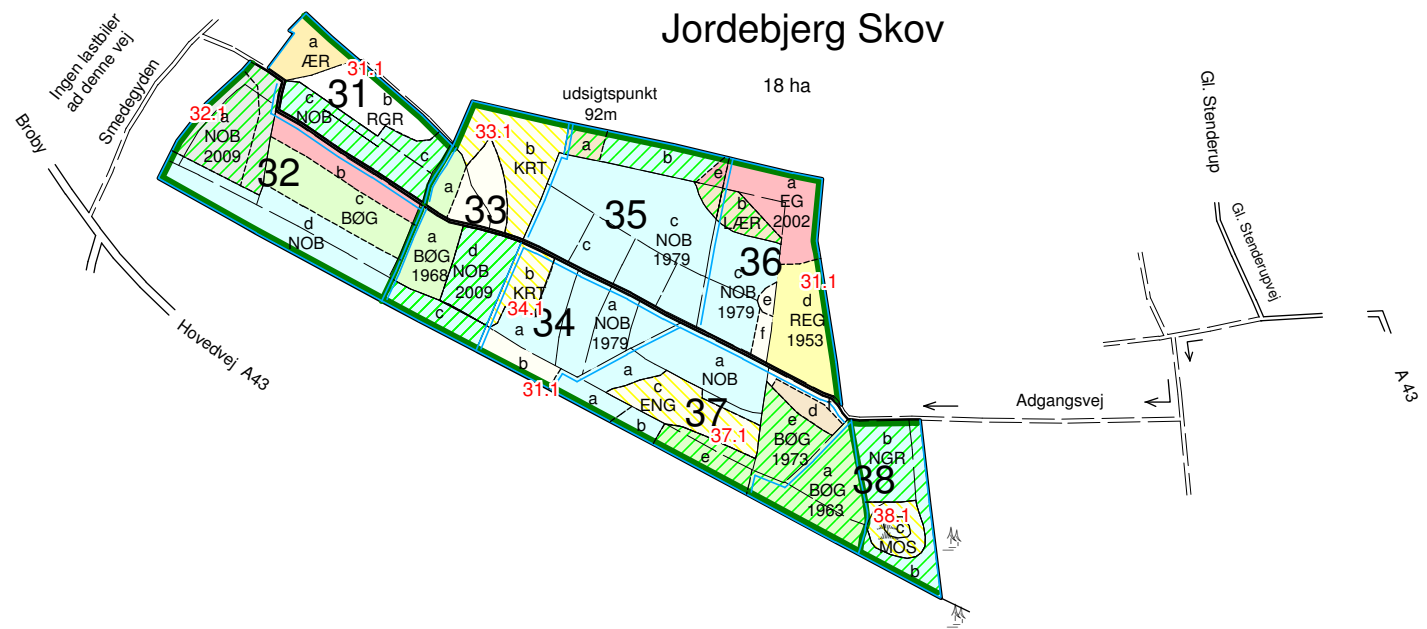 Jordebjerg Skov
18 ha
udsigtspunkt
92m
Ingen lastbiler
ad denne vej
Smedegyden
Broby
Hovedvej A43
Gl. Stenderup
Gl. Stenderupvej
A 43
Adgangsvej
a
ÆR
31.1
31
b
RGR
c
NOB
c
32.1
a
NOB
2009
32
b
c
BØG
d
NOB
33.1
b
KRT
a
33
a
BØG
1968
d
NOB
2009
c
a
b
e
35
c
NOB
1979
c
b
LÆR
a
EG
2002
36
c
NOB
1979
e
f
31.1
d
REG
1953
b
KRT
34.1
34
a
a
NOB
1979
b
31.1
a
NOB
a
a
c
ENG
37
37.1
b
e
d
f
e
BØG
1973
a
BØG
1963
b
NGR
38
38.1
c
MOS
b